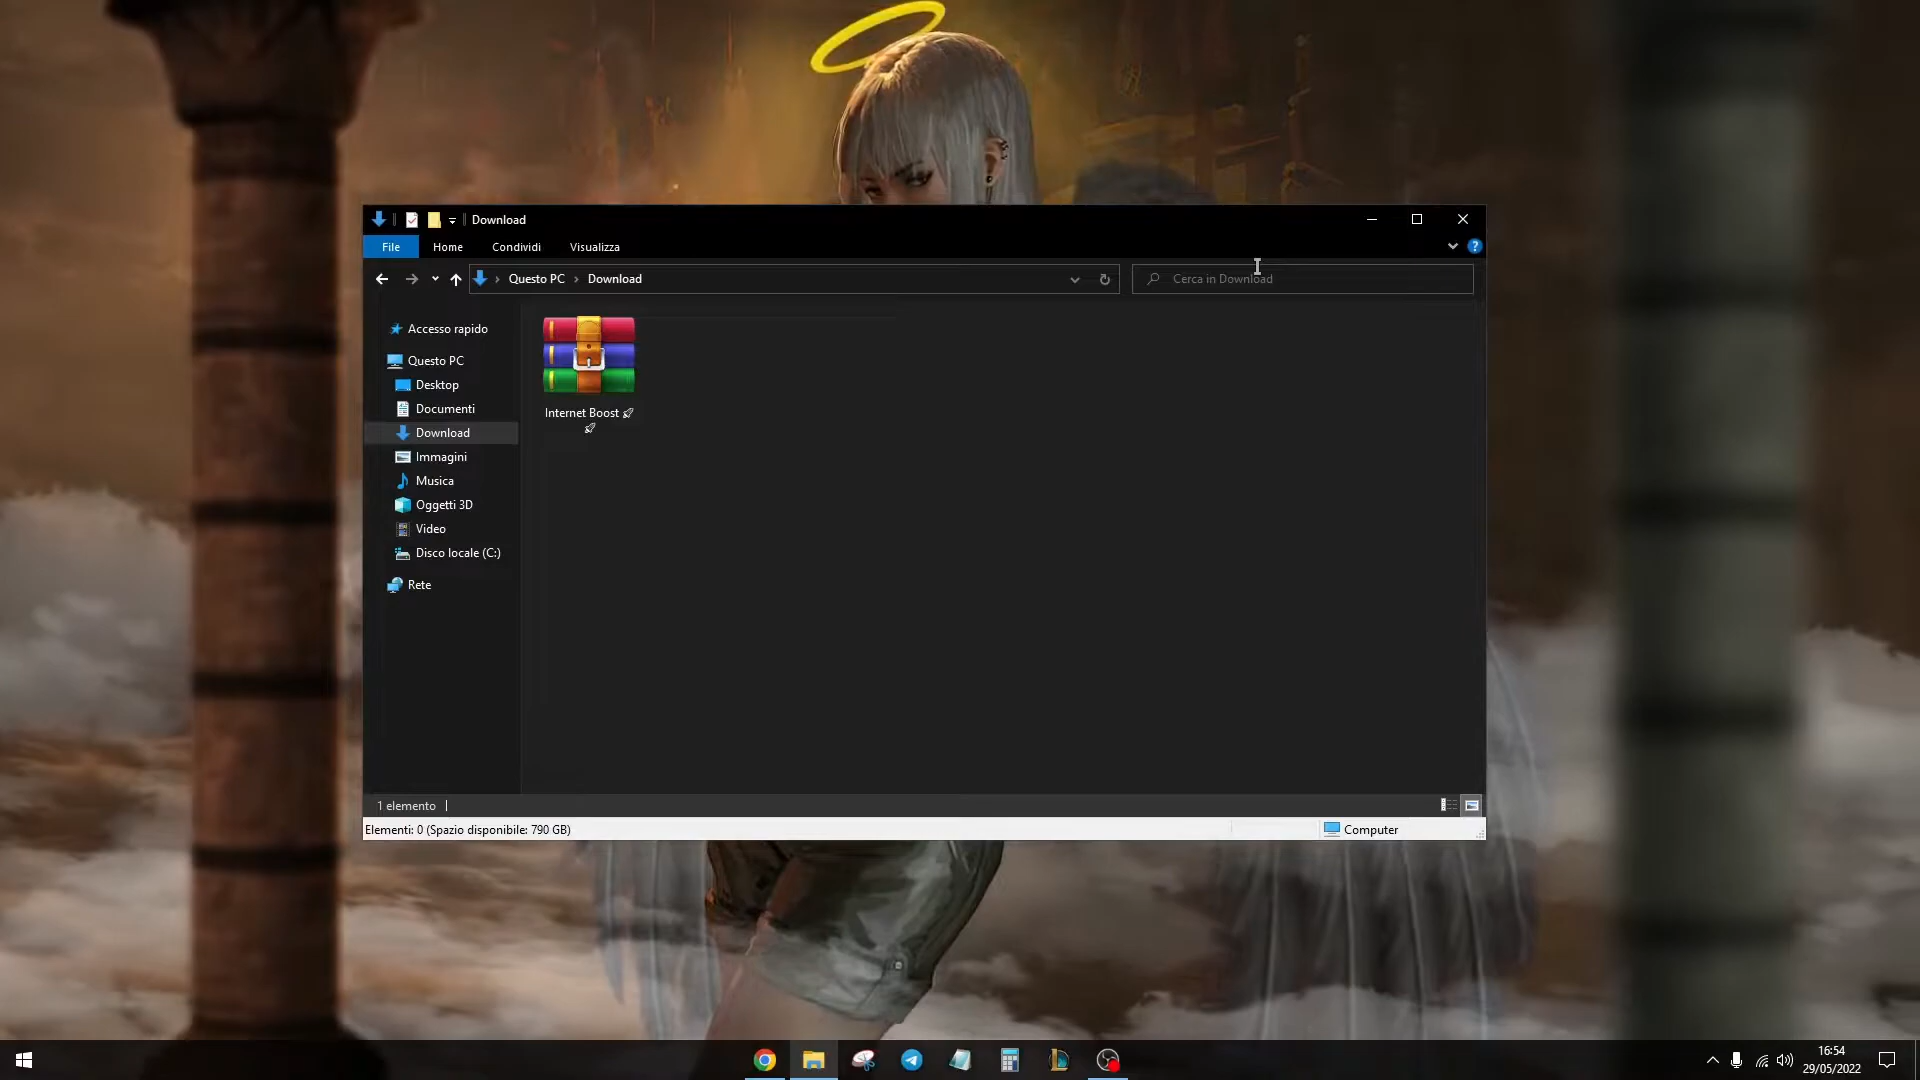 Download
File
Home
Condividi
Visualizza
?
Questo PC
Download
Cerca in Download
Accesso rapido
Questo PC
Desktop
Documenti
Download
Immagini
Musica
Oggetti 3D
Video
Disco locale (C:)
Rete
Internet Boost 🚀
🚀
1 elemento
Elementi: 0 (Spazio disponibile: 790 GB)
Computer
16:54
29/05/2022